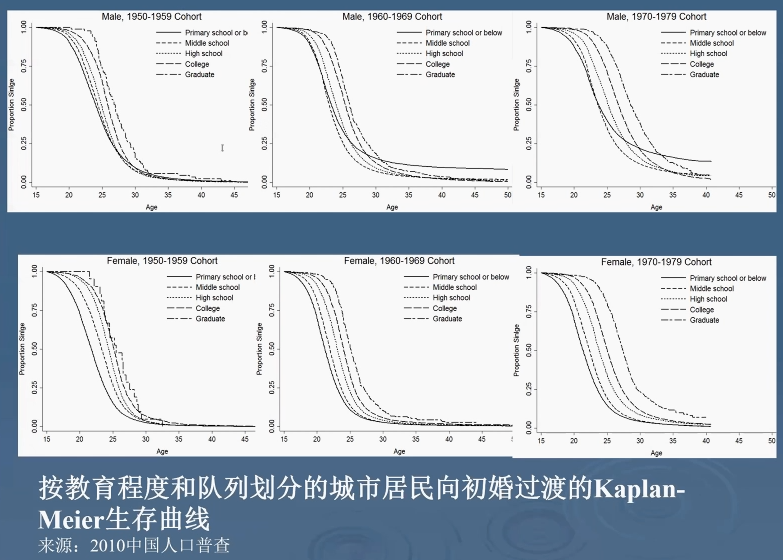 Male, 1950-1959 Cohort
Proportion Sinlge
1.00
0.75
0.50
0.25
0.00
Primary school or b
Middle school
High school
College
Graduate
15 20 25 30 35 40 45
Age
Male, 1960-1969 Cohort
Proportion Sinlge
1.00
0.75
0.50
0.25
0.00
Primary school or below
Middle school
High school
College
Graduate
15 20 25 30 35 40 45 50
Age
Male, 1970-1979 Cohort
Proportion Sinlge
1.00
0.75
0.50
0.25
0.00
Primary school or below
Middle school
High school
College
Graduate
15 20 25 30 35 40 45 50
Age
Female, 1950-1959 Cohort
Proportion Sinlge
1.00
0.75
0.50
0.25
0.00
Primary school or l
Middle school
High school
College
Graduate
15 20 25 30 35 40 45
Age
Female, 1960-1969 Cohort
Proportion Sinlge
1.00
0.75
0.50
0.25
0.00
Primary school or below
Middle school
High school
College
Graduate
15 20 25 30 35 40 45 5
Age
Female, 1970-1979 Cohort
Proportion Sinlge
1.00
0.75
0.50
0.25
0.00
Primary school or below
Middle school
High school
College
Graduate
15 20 25 30 35 40 45 50
Age
按教育程度和队列划分的城市居民向初婚过渡的Kaplan-
Meier生存曲线
来源：2010中国人口普查